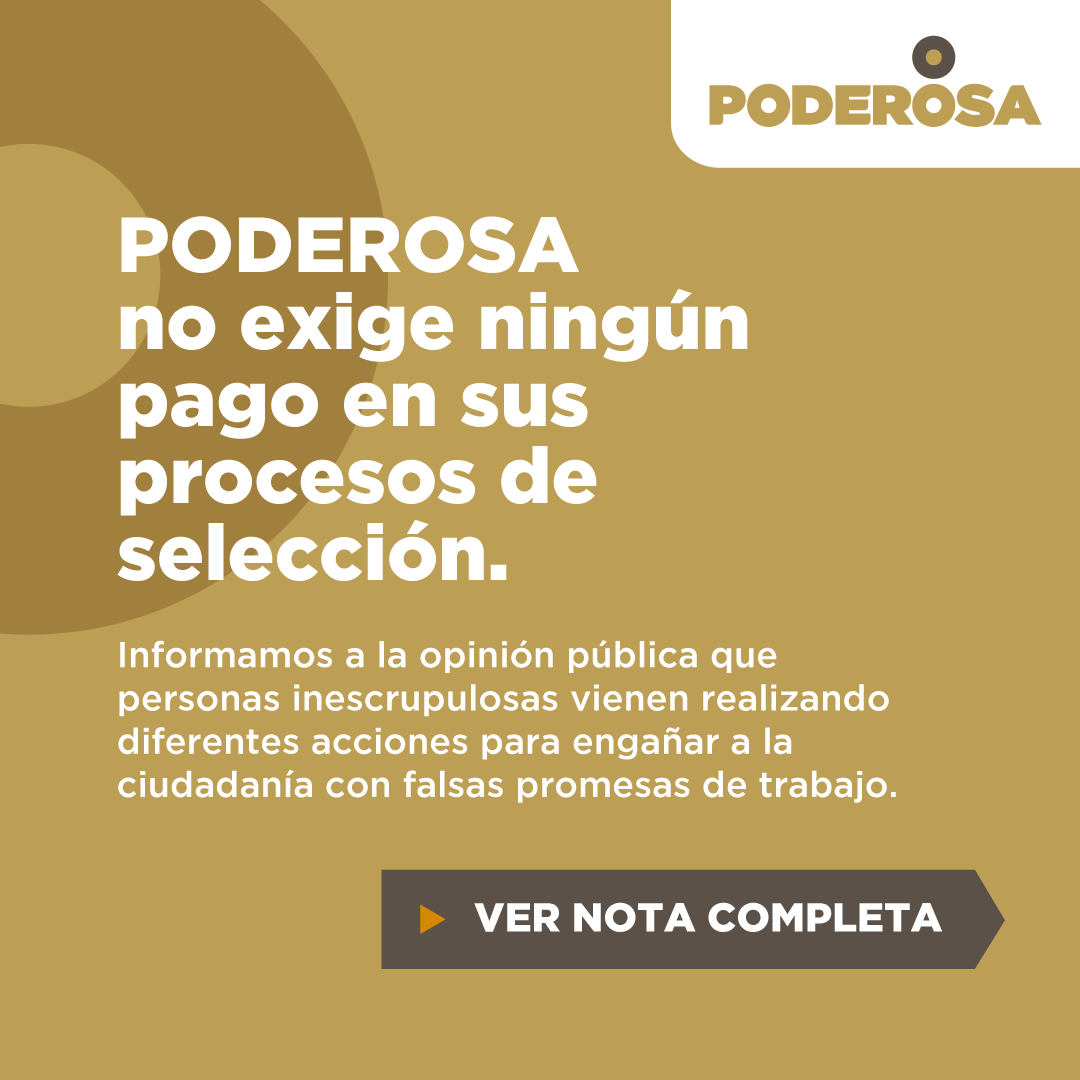 PODEROSA
PODEROSA
no exige ningún
pago en sus
procesos de
selección.
Informamos a la opinión pública que
personas inescrupulosas vienen realizando
diferentes acciones para engañar a la
ciudadanía con falsas promesas de trabajo.
VER NOTA COMPLETA